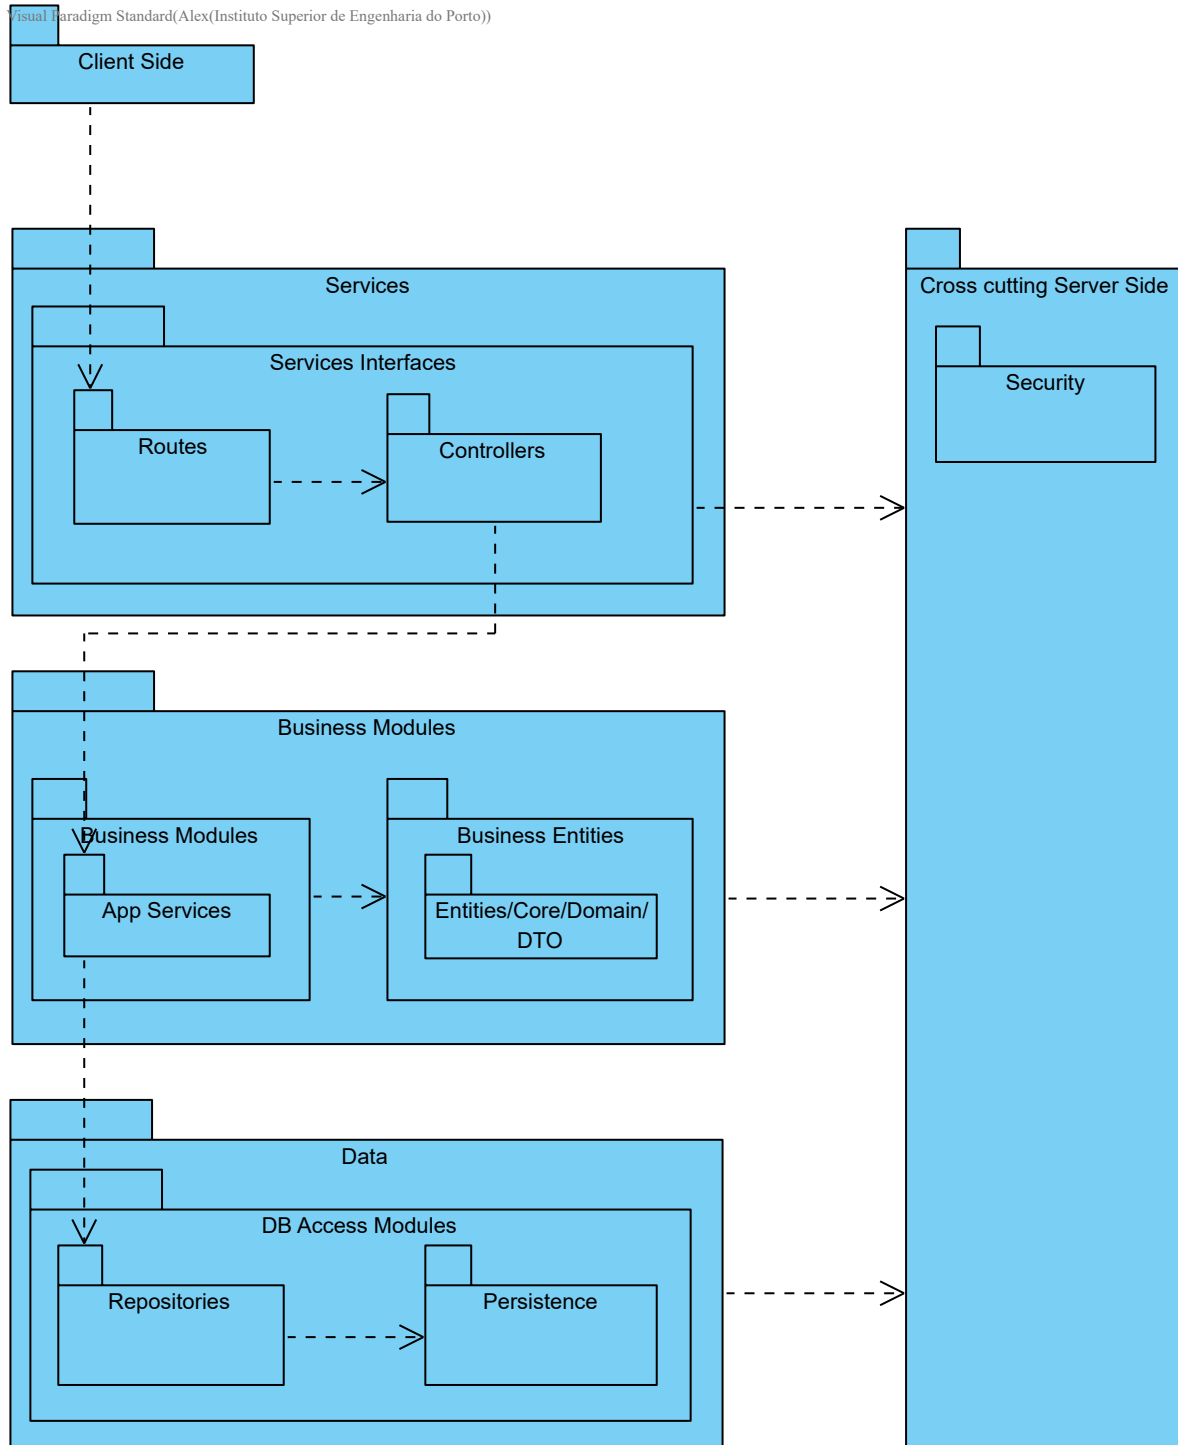 Visual Paradigm Standard(Alex(Instituto Superior de Engenharia do Porto))
Client Side
Services
Cross cutting Server Side
Services Interfaces
Security
Routes
Controllers
Business Modules
Business Modules
Business Entities
App Services
Entities/Core/Domain/
DTO
Data
DB Access Modules
Repositories
Persistence